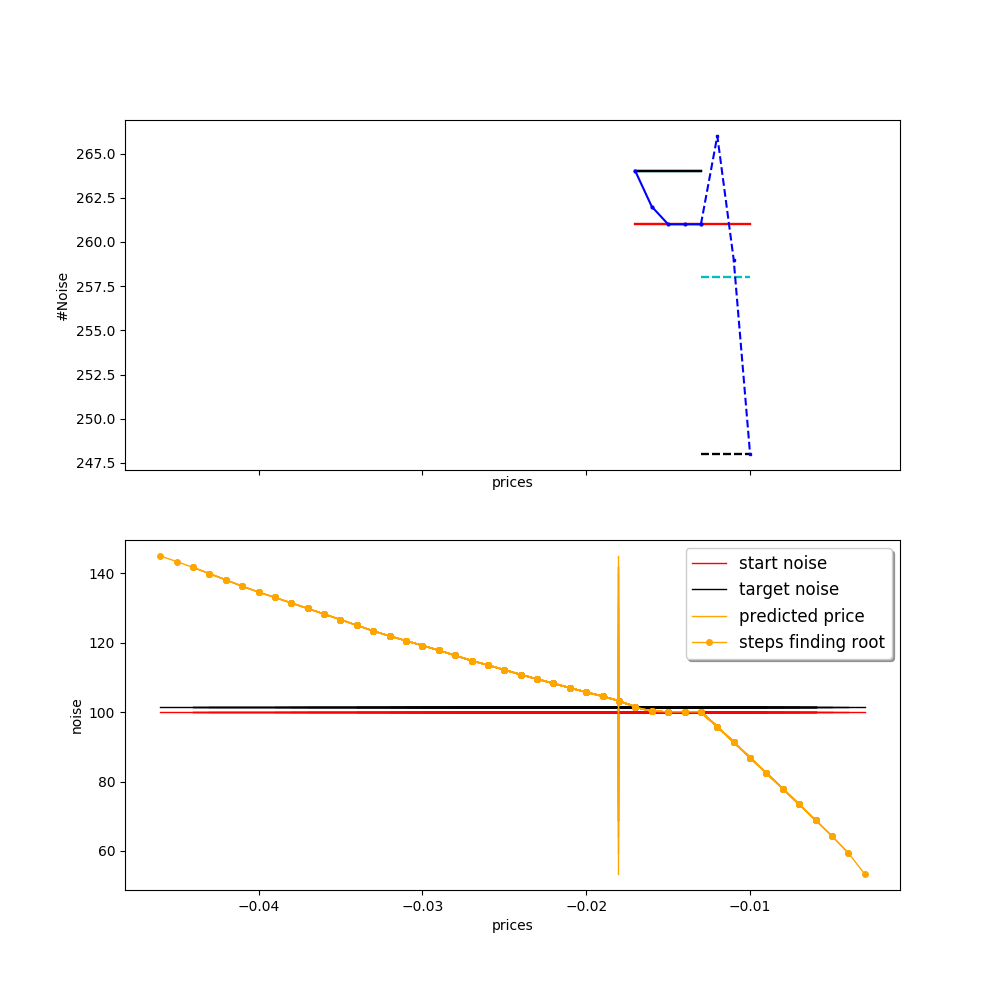 265.0
262.5
260.0
257.5
255.0
252.5
250.0
247.5
#Noise
prices
140
120
100
80
60
noise
start noise
target noise
predicted price
steps finding root
−0.04
−0.03
−0.02
−0.01
prices